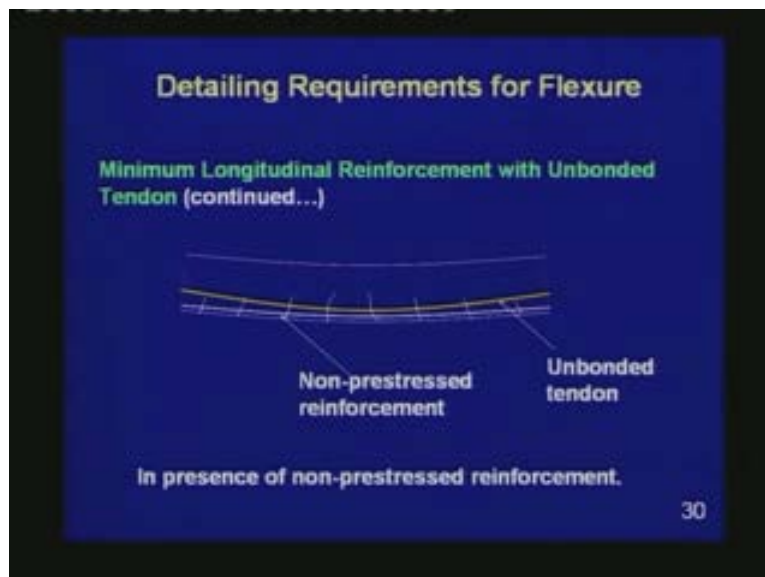 Detailing Requirements for Flexure
Minimum Longitudinal Reinforcement with Unbonded
Tendon (continued...)
Non-prestressed
reinforcement
Unbonded
tendon
In presence of non-prestressed reinforcement.
30